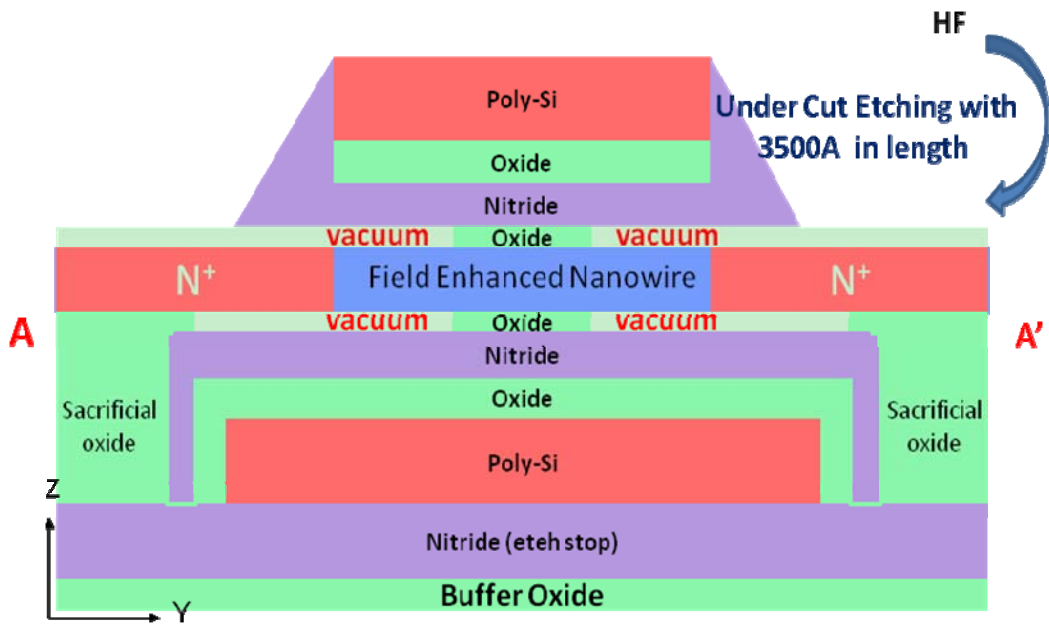 HF
Under Cut Etching with
3500A in length
Poly-Si
Oxide
Nitride
vacuum Oxide vacuum
N+ Field Enhanced Nanowire N+
vacuum Oxide vacuum
A A'
Nitride
Oxide
Sacrificial
oxide
Sacrificial
oxide
Poly-Si
Z
Nitride (eteh stop)
Buffer Oxide
Y